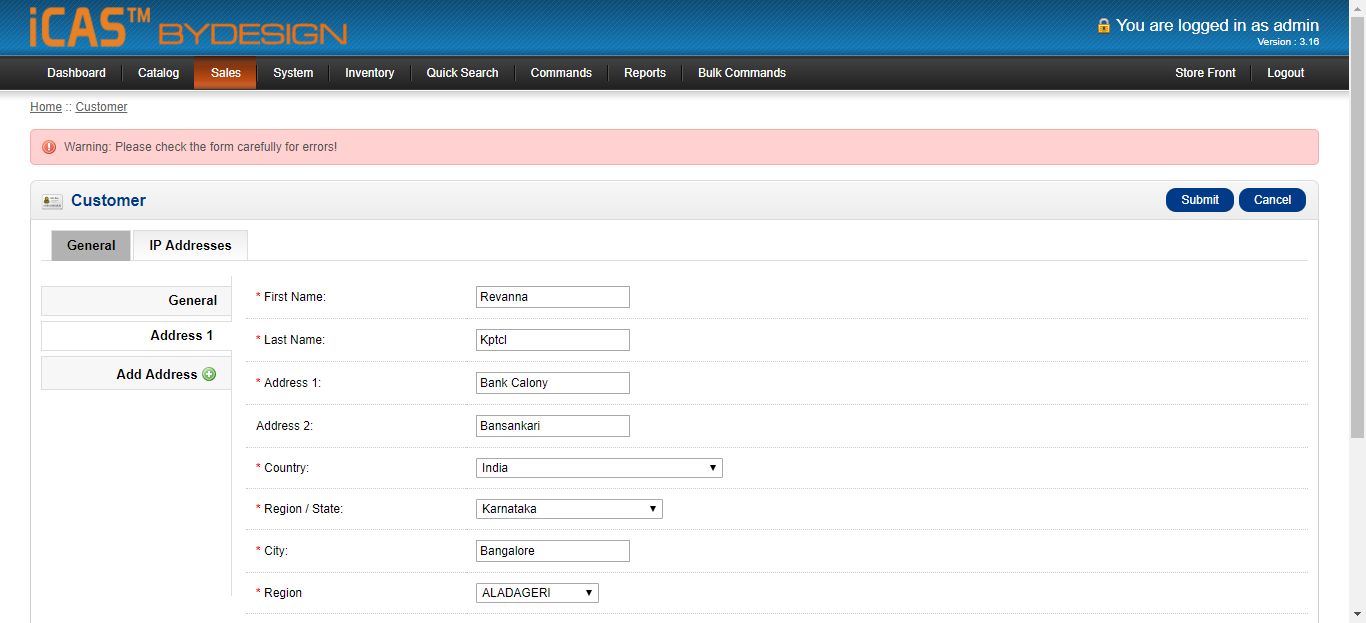 iCAS™ BYDESIGN
You are logged in as admin
Version : 3.16
Dashboard Catalog Sales System Inventory Quick Search Commands Reports Bulk Commands Store Front Logout
Home :: Customer
Warning: Please check the form carefully for errors!
Customer Submit Cancel
General IP Addresses
General
Address 1
Add Address
* First Name: Revanna
* Last Name: Kptcl
* Address 1: Bank Calony
Address 2: Bansankari
* Country: India
* Region / State: Karnataka
* City: Bangalore
* Region ALADAGERI